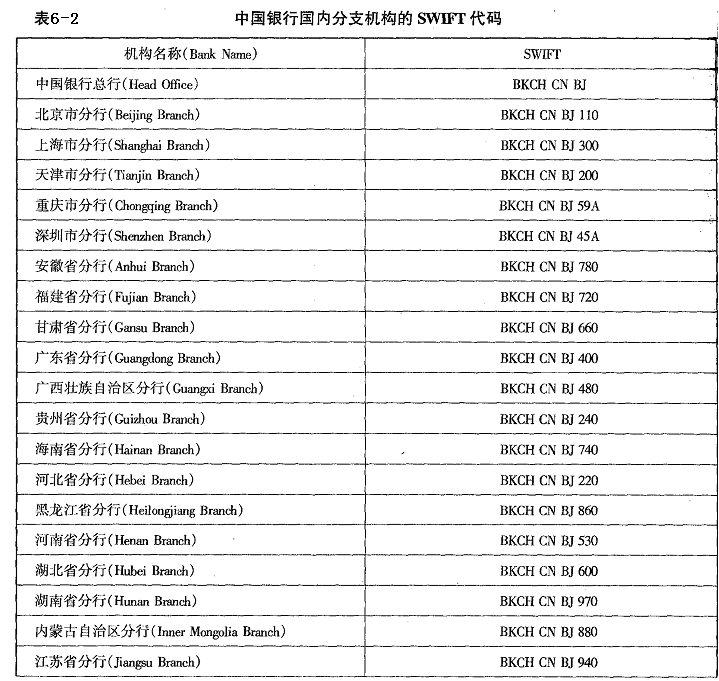 表6-2 中国银行国内分支机构的 SWIFT 代码
机构名称(Bank Name) SWIFT
中国银行总行(Head Office) BKCH CN BJ
北京市分行(Beijing Branch) BKCH CN BJ 110
上海市分行(Shanghai Branch) BKCH CN BJ 300
天津市分行(Tianjin Branch) BKCH CN BJ 200
重庆市分行(Chongqing Branch) BKCH CN BJ 59A
深圳市分行(Shenzhen Branch) BKCH CN BJ 45A
安徽省分行(Anhui Branch) BKCH CN BJ 780
福建省分行(Fujian Branch) BKCH CN BJ 720
甘肃省分行(Gansu Branch) BKCH CN BJ 660
广东省分行(Guangdong Branch) BKCH CN BJ 400
广西壮族自治区分行(Guangxi Branch) BKCH CN BJ 480
贵州省分行(Guizhou Branch) BKCH CN BJ 240
海南省分行(Hainan Branch) BKCH CN BJ 740
河北省分行(Hebei Branch) BKCH CN BJ 220
黑龙江省分行(Heilongjiang Branch) BKCH CN BJ 860
河南省分行(Henan Branch) BKCH CN BJ 530
湖北省分行(Hubei Branch) BKCH CN BJ 600
湖南省分行(Hunan Branch) BKCH CN BJ 970
内蒙古自治区分行(Inner Mongolia Branch) BKCH CN BJ 880
江苏省分行(Jiangsu Branch) BKCH CN BJ 940